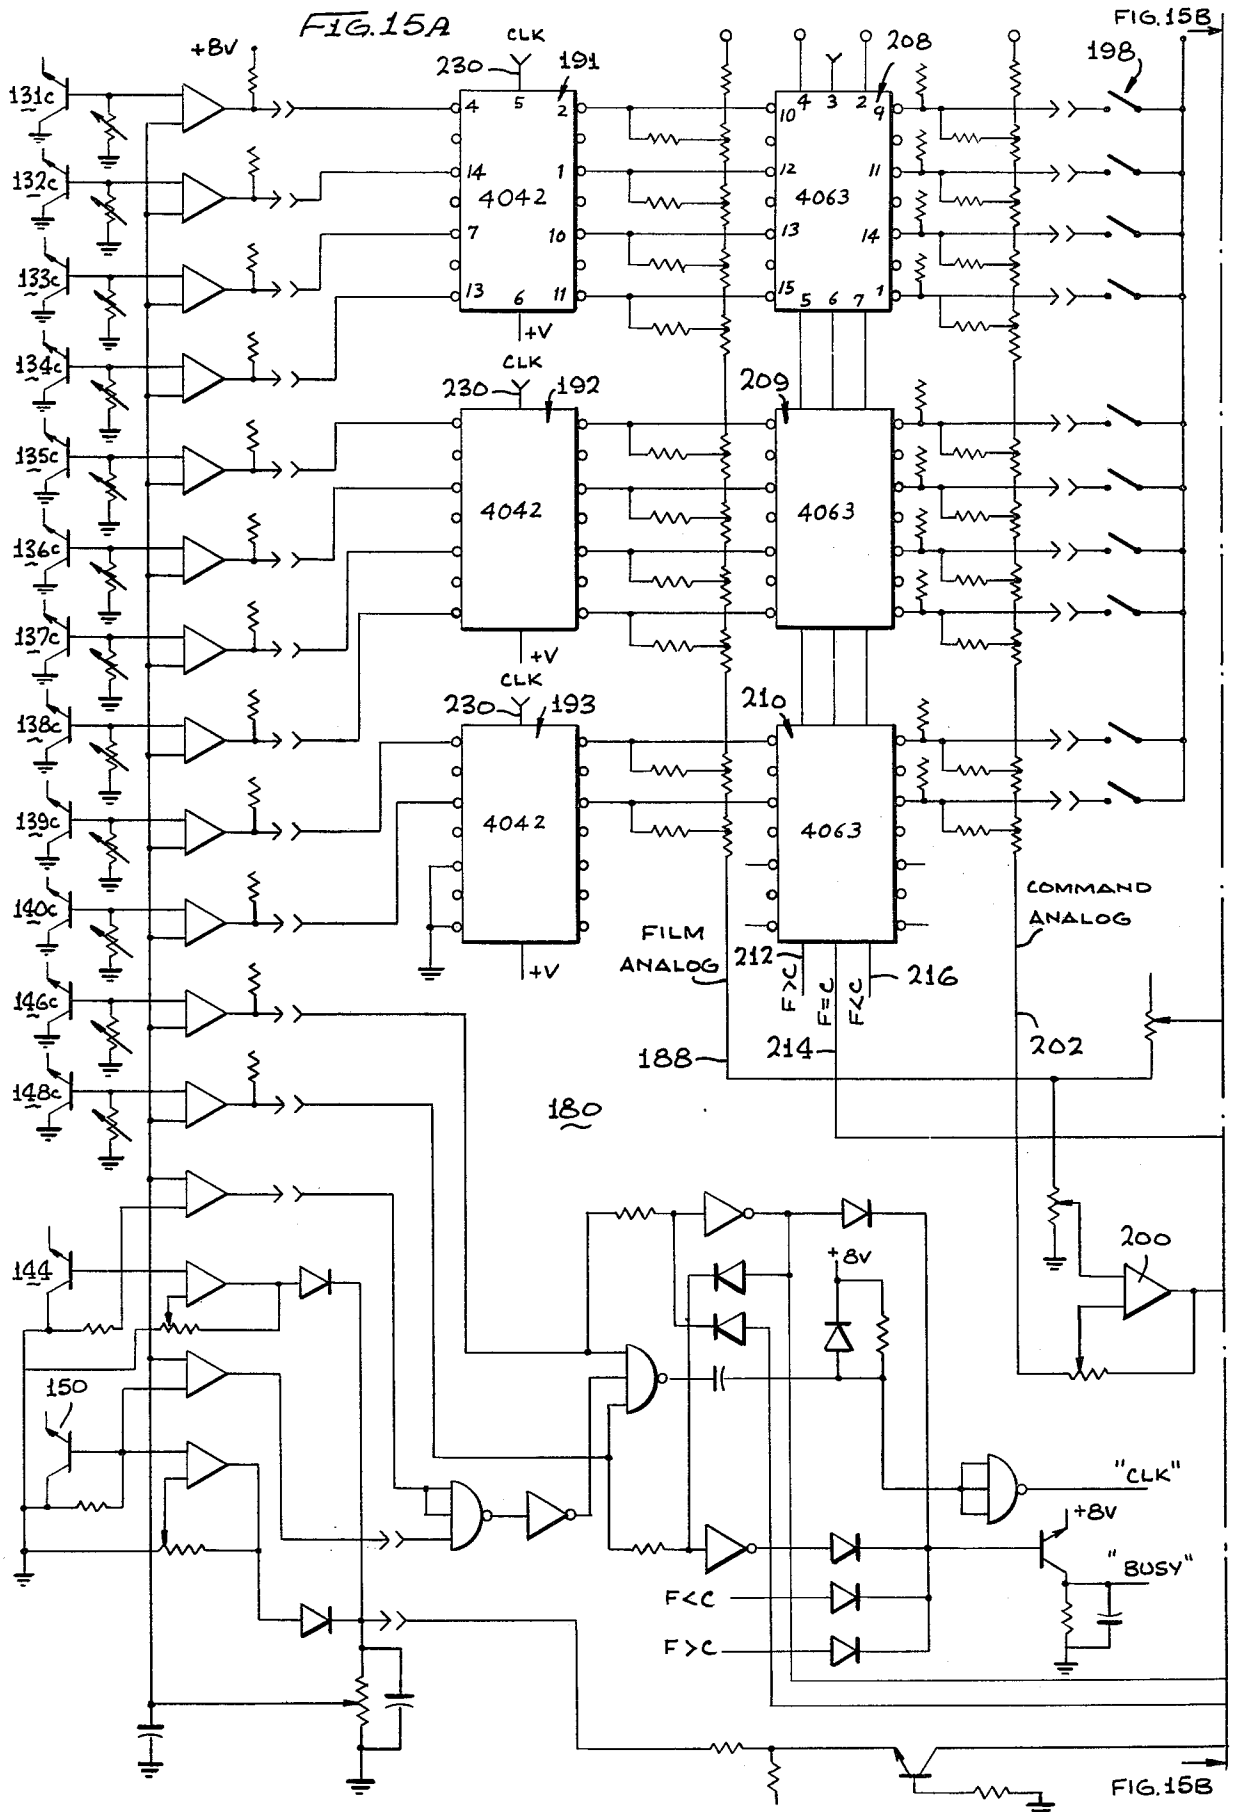 FIG. 15A
FIG. 15B
+8V
CLK
230
191
208
198
131c
4
5
2
10
4
3
2
9
132c
14
1
12
11
4042
4063
133c
7
10
13
14
134c
13
6
11
15
5
6
7
1
+V
CLK
230
192
209
135c
136c
4042
4063
137c
+V
CLK
138c
230
193
210
139c
4042
4063
140c
COMMAND
ANALOG
FILM
ANALOG
212
216
+V
F>C
F=C
F<C
146c
188
214
202
148c
180
144
+8V
200
150
"CLK"
+8V
"BUSY"
F<C
F>C
FIG. 15B